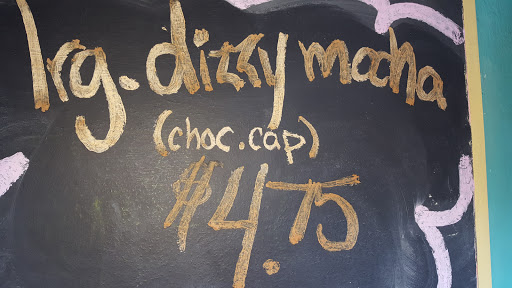 lrg. dizzy mocha
(choc. cap)
$4.75